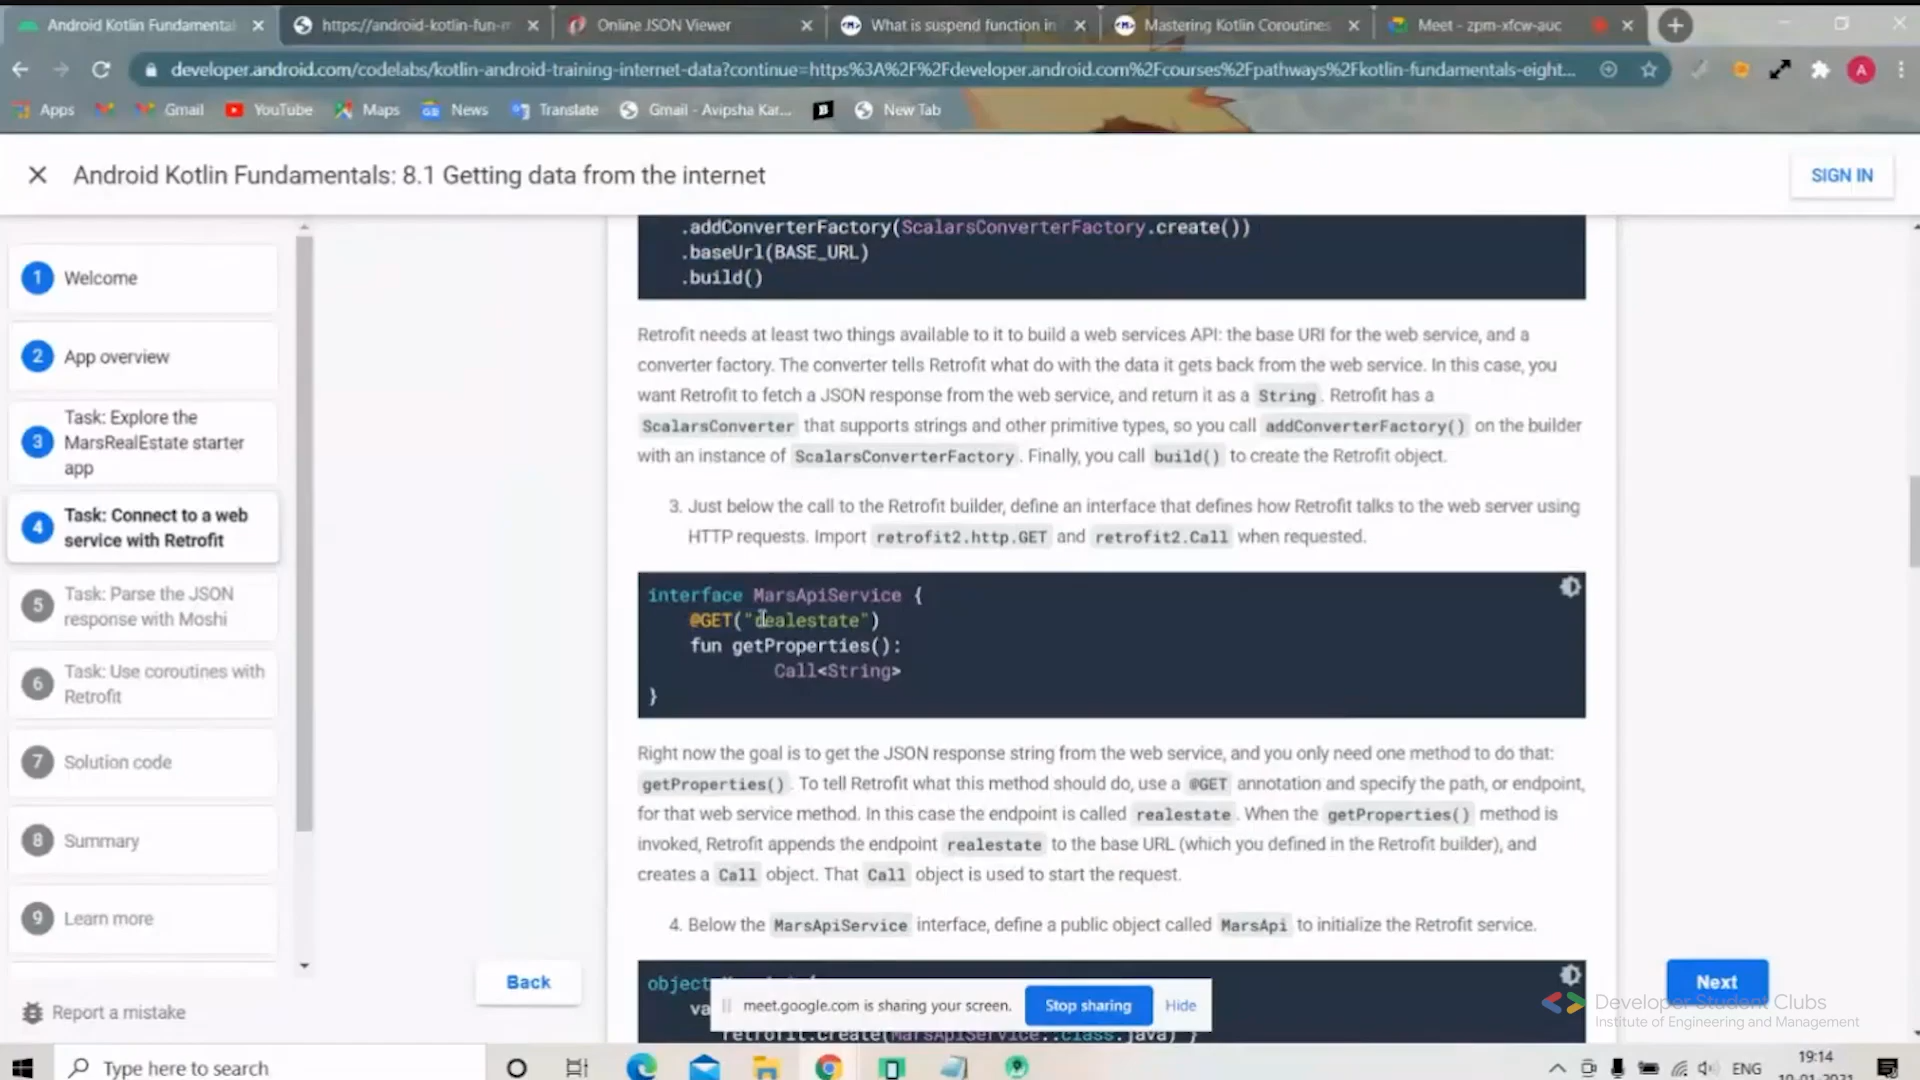 Android Kotlin Fundamental
https://android-kotlin-fun-m
Online JSON Viewer
What is suspend function in
Mastering Kotlin Coroutines
Meet - zpm-xfcw-auc
developer.android.com/codelabs/kotlin-android-training-internet-data?continue=https%3A%2F%2Fdeveloper.android.com%2Fcourses%2Fpathways%2Fkotlin-fundamentals-eight...
A
Apps
Gmail
YouTube
Maps
News
Translate
Gmail - Avipsha Kar...
New Tab
Android Kotlin Fundamentals: 8.1 Getting data from the internet
SIGN IN
1 Welcome
2 App overview
3 Task: Explore the
MarsRealEstate starter
app
4 Task: Connect to a web
service with Retrofit
5 Task: Parse the JSON
response with Moshi
6 Task: Use coroutines with
Retrofit
7 Solution code
8 Summary
9 Learn more
Report a mistake
.addConverterFactory(ScalarsConverterFactory.create())
.baseUrl(BASE_URL)
.build()
Retrofit needs at least two things available to it to build a web services API: the base URI for the web service, and a
converter factory. The converter tells Retrofit what do with the data it gets back from the web service. In this case, you
want Retrofit to fetch a JSON response from the web service, and return it as a String. Retrofit has a
ScalarsConverter that supports strings and other primitive types, so you call addConverterFactory() on the builder
with an instance of ScalarsConverterFactory. Finally, you call build() to create the Retrofit object.
3. Just below the call to the Retrofit builder, define an interface that defines how Retrofit talks to the web server using
HTTP requests. Import retrofit2.http.GET and retrofit2.Call when requested.
interface MarsApiService {
@GET("realestate")
fun getProperties():
Call<String>
}
Right now the goal is to get the JSON response string from the web service, and you only need one method to do that:
getProperties(). To tell Retrofit what this method should do, use a @GET annotation and specify the path, or endpoint,
for that web service method. In this case the endpoint is called realestate. When the getProperties() method is
invoked, Retrofit appends the endpoint realestate to the base URL (which you defined in the Retrofit builder), and
creates a Call object. That Call object is used to start the request.
4. Below the MarsApiService interface, define a public object called MarsApi to initialize the Retrofit service.
object
va
retrofit.create(MarsApiService::class.java) }
Back
Next
meet.google.com is sharing your screen.
Stop sharing
Hide
Developer Student Clubs
Institute of Engineering and Management
Type here to search
ENG
19:14
10-01-2021